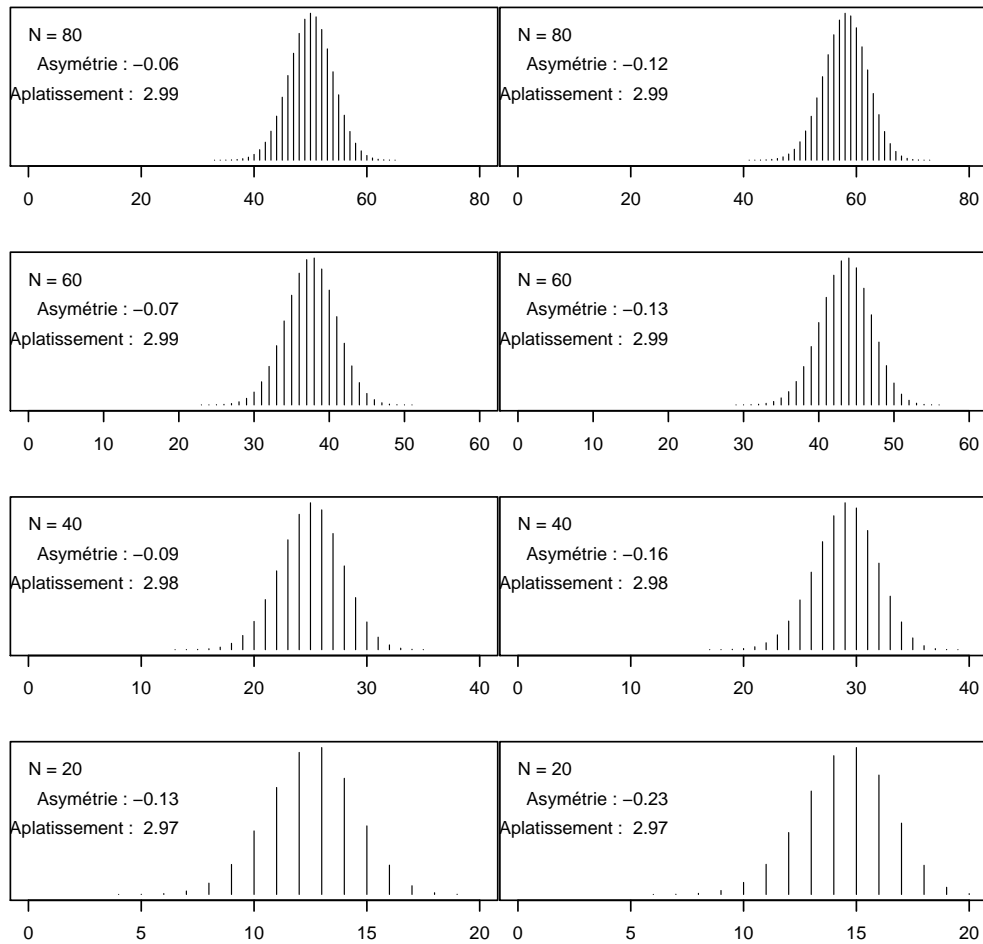 N = 80
Asymétrie : −0.06
Aplatissement : 2.99
0 20 40 60 80
N = 80
Asymétrie : −0.12
Aplatissement : 2.99
0 20 40 60 80
N = 60
Asymétrie : −0.07
Aplatissement : 2.99
0 10 20 30 40 50 60
N = 60
Asymétrie : −0.13
Aplatissement : 2.99
0 10 20 30 40 50 60
N = 40
Asymétrie : −0.09
Aplatissement : 2.98
0 10 20 30 40
N = 40
Asymétrie : −0.16
Aplatissement : 2.98
0 10 20 30 40
N = 20
Asymétrie : −0.13
Aplatissement : 2.97
0 5 10 15 20
N = 20
Asymétrie : −0.23
Aplatissement : 2.97
0 5 10 15 20